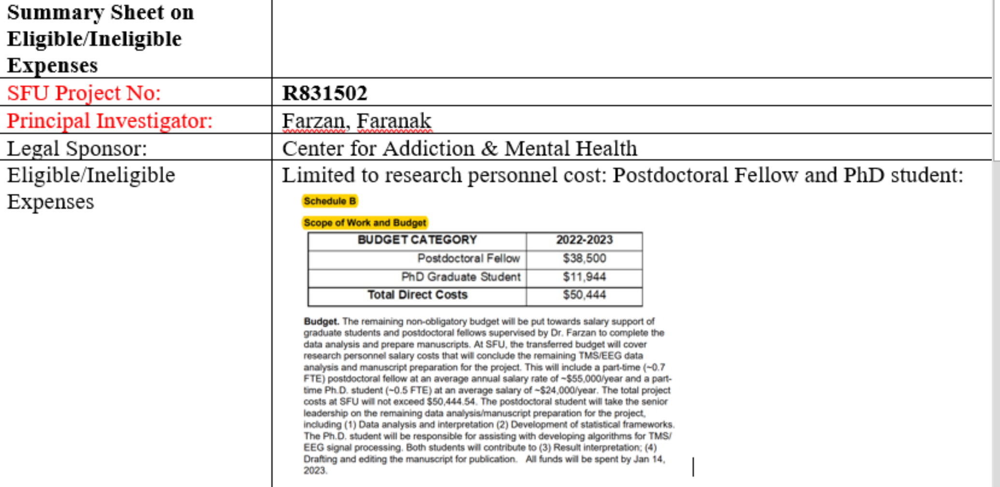 Summary Sheet on
Eligible/Ineligible
Expenses
SFU Project No:
R831502
Principal Investigator:
Farzan, Faranak
Legal Sponsor:
Center for Addiction & Mental Health
Eligible/Ineligible
Expenses
Limited to research personnel cost: Postdoctoral Fellow and PhD student:
Schedule B
Scope of Work and Budget
BUDGET CATEGORY 2022-2023
Postdoctoral Fellow $38,500
PhD Graduate Student $11,944
Total Direct Costs $50,444
Budget. The remaining non-obligatory budget will be put towards salary support of
graduate students and postdoctoral fellows supervised by Dr. Farzan to complete the
data analysis and prepare manuscripts. At SFU, the transferred budget will cover
research personnel salary costs that will conclude the remaining TMS/EEG data
analysis and manuscript preparation for the project. This will include a part-time (~0.7
FTE) postdoctoral fellow at an average annual salary rate of ~$55,000/year and a part-
time Ph.D. student (~0.5 FTE) at an average salary of ~$24,000/year. The total project
costs at SFU will not exceed $50,444.54. The postdoctoral student will take the senior
leadership on the remaining data analysis/manuscript preparation for the project,
including (1) Data analysis and interpretation (2) Development of statistical frameworks.
The Ph.D. student will be responsible for assisting with developing algorithms for TMS/
EEG signal processing. Both students will contribute to (3) Result interpretation; (4)
Drafting and editing the manuscript for publication. All funds will be spent by Jan 14,
2023.